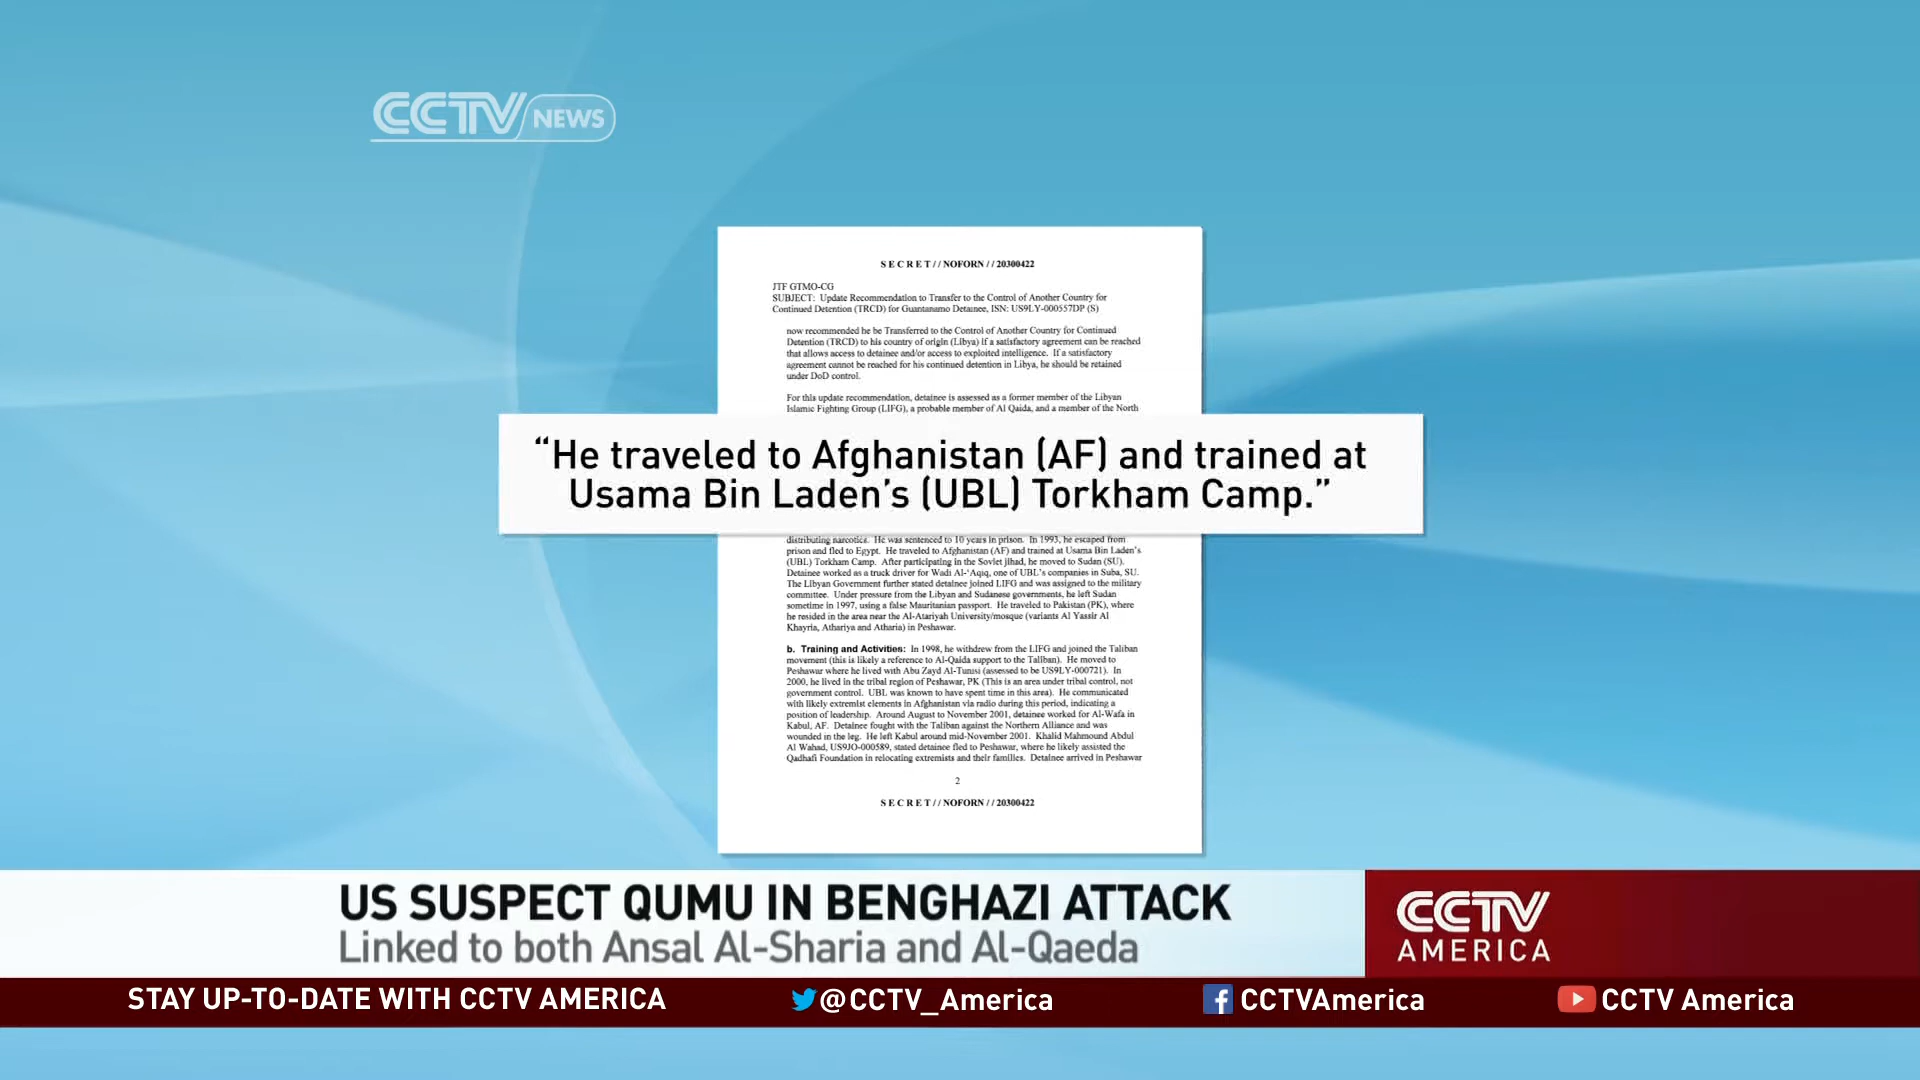 CCTV NEWS
S E C R E T // NOFORN // 20300422
JTF GTMO-CG
SUBJECT: Update Recommendation to Transfer to the Control of Another Country for
Continued Detention (TRCD) for Guantanamo Detainee, ISN: US9LY-000557DP (S)
now recommended he be Transferred to the Control of Another Country for Continued
Detention (TRCD) to his country of origin (Libya) if a satisfactory agreement can be reached
that allows access to detainee and/or access to exploited intelligence. If a satisfactory
agreement cannot be reached for his continued detention in Libya, he should be retained
under DoD control.
For this update recommendation, detainee is assessed as a former member of the Libyan
Islamic Fighting Group (LIFG), a probable member of Al Qaida, and a member of the North
“He traveled to Afghanistan (AF) and trained at
Usama Bin Laden’s (UBL) Torkham Camp.”
distributing narcotics. He was sentenced to 10 years in prison. In 1993, he escaped from
prison and fled to Egypt. He traveled to Afghanistan (AF) and trained at Usama Bin Laden’s
(UBL) Torkham Camp. After participating in the Soviet jihad, he moved to Sudan (SU).
Detainee worked as a truck driver for Wadi Al-‘Aqiq, one of UBL’s companies in Suba, SU.
The Libyan Government further stated detainee joined LIFG and was assigned to the military
committee. Under pressure from the Libyan and Sudanese governments, he left Sudan
sometime in 1997, using a false Mauritanian passport. He traveled to Pakistan (PK), where
he resided in the area near the Al-Atariyah University/mosque (variants Al Yassir Al
Khayria, Athariya and Atharia) in Peshawar.
b. Training and Activities: In 1998, he withdrew from the LIFG and joined the Taliban
movement (this is likely a reference to Al-Qaida support to the Taliban). He moved to
Peshawar where he lived with Abu Zayd Al-Tunisi (assessed to be US9LY-000721). In
2000, he lived in the tribal region of Peshawar, PK (This is an area under tribal control, not
government control. UBL was known to have spent time in this area). He communicated
with likely extremist elements in Afghanistan via radio during this period, indicating a
position of leadership. Around August to November 2001, detainee worked for Al-Wafa in
Kabul, AF. Detainee fought with the Taliban against the Northern Alliance and was
wounded in the leg. He left Kabul around mid-November 2001. Khalid Mahmound Abdul
Al Wahad, US9JO-000589, stated detainee fled to Peshawar, where he likely assisted the
Qadhafi Foundation in relocating extremists and their families. Detainee arrived in Peshawar
2
S E C R E T // NOFORN // 20300422
US SUSPECT QUMU IN BENGHAZI ATTACK
Linked to both Ansal Al-Sharia and Al-Qaeda
CCTV
AMERICA
STAY UP-TO-DATE WITH CCTV AMERICA
@CCTV_America
CCTVAmerica
CCTV America